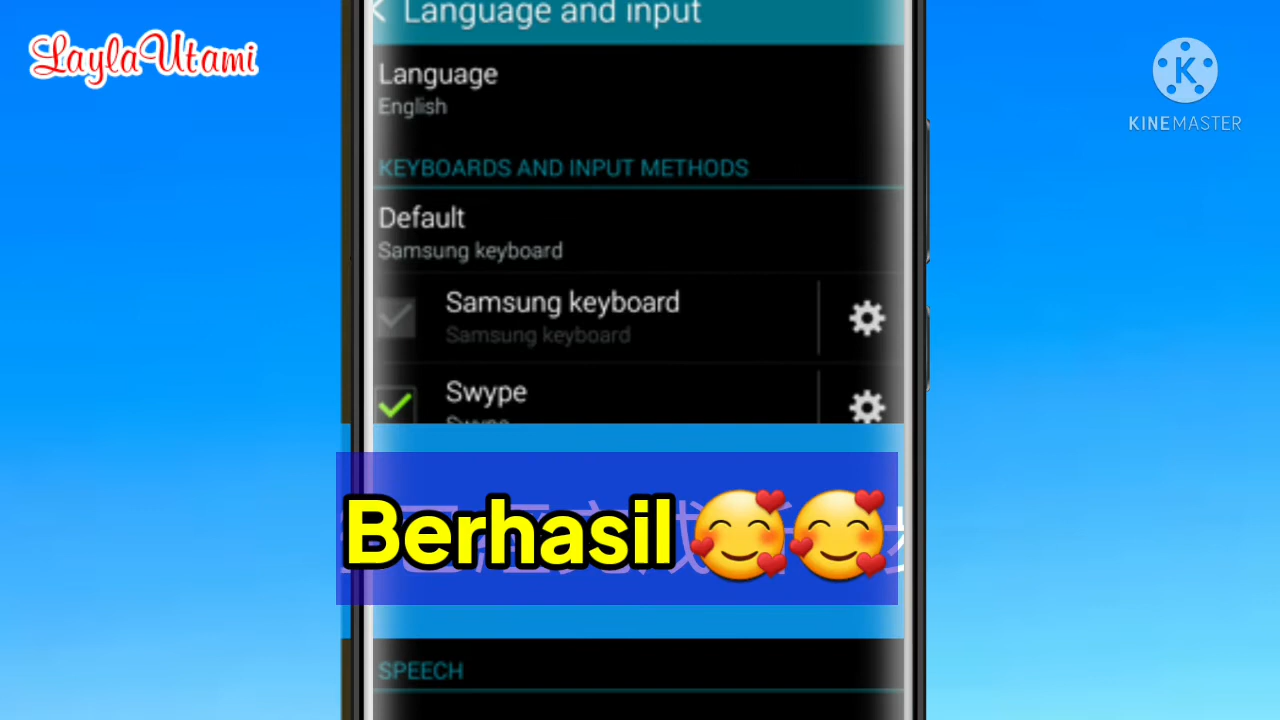 LaylaUtami
KINEMASTER
Language and input
Language
English
KEYBOARDS AND INPUT METHODS
Default
Samsung keyboard
Samsung keyboard
Samsung keyboard
Swype
Swype
Berhasil 🥰🥰
SPEECH